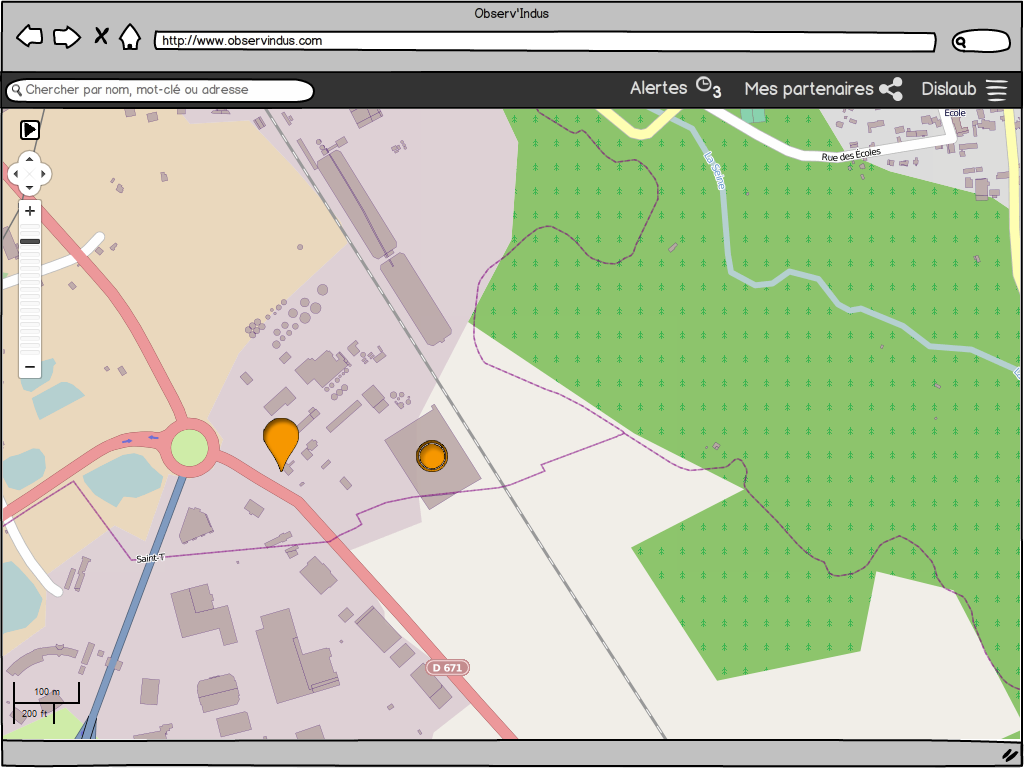 Observ'Indus
http://www.observindus.com
Chercher par nom, mot-clé ou adresse
Alertes 3
Mes partenaires
Dislaub
École
Rue des Écoles
La Seine
Saint-T
D 671
100 m
200 ft